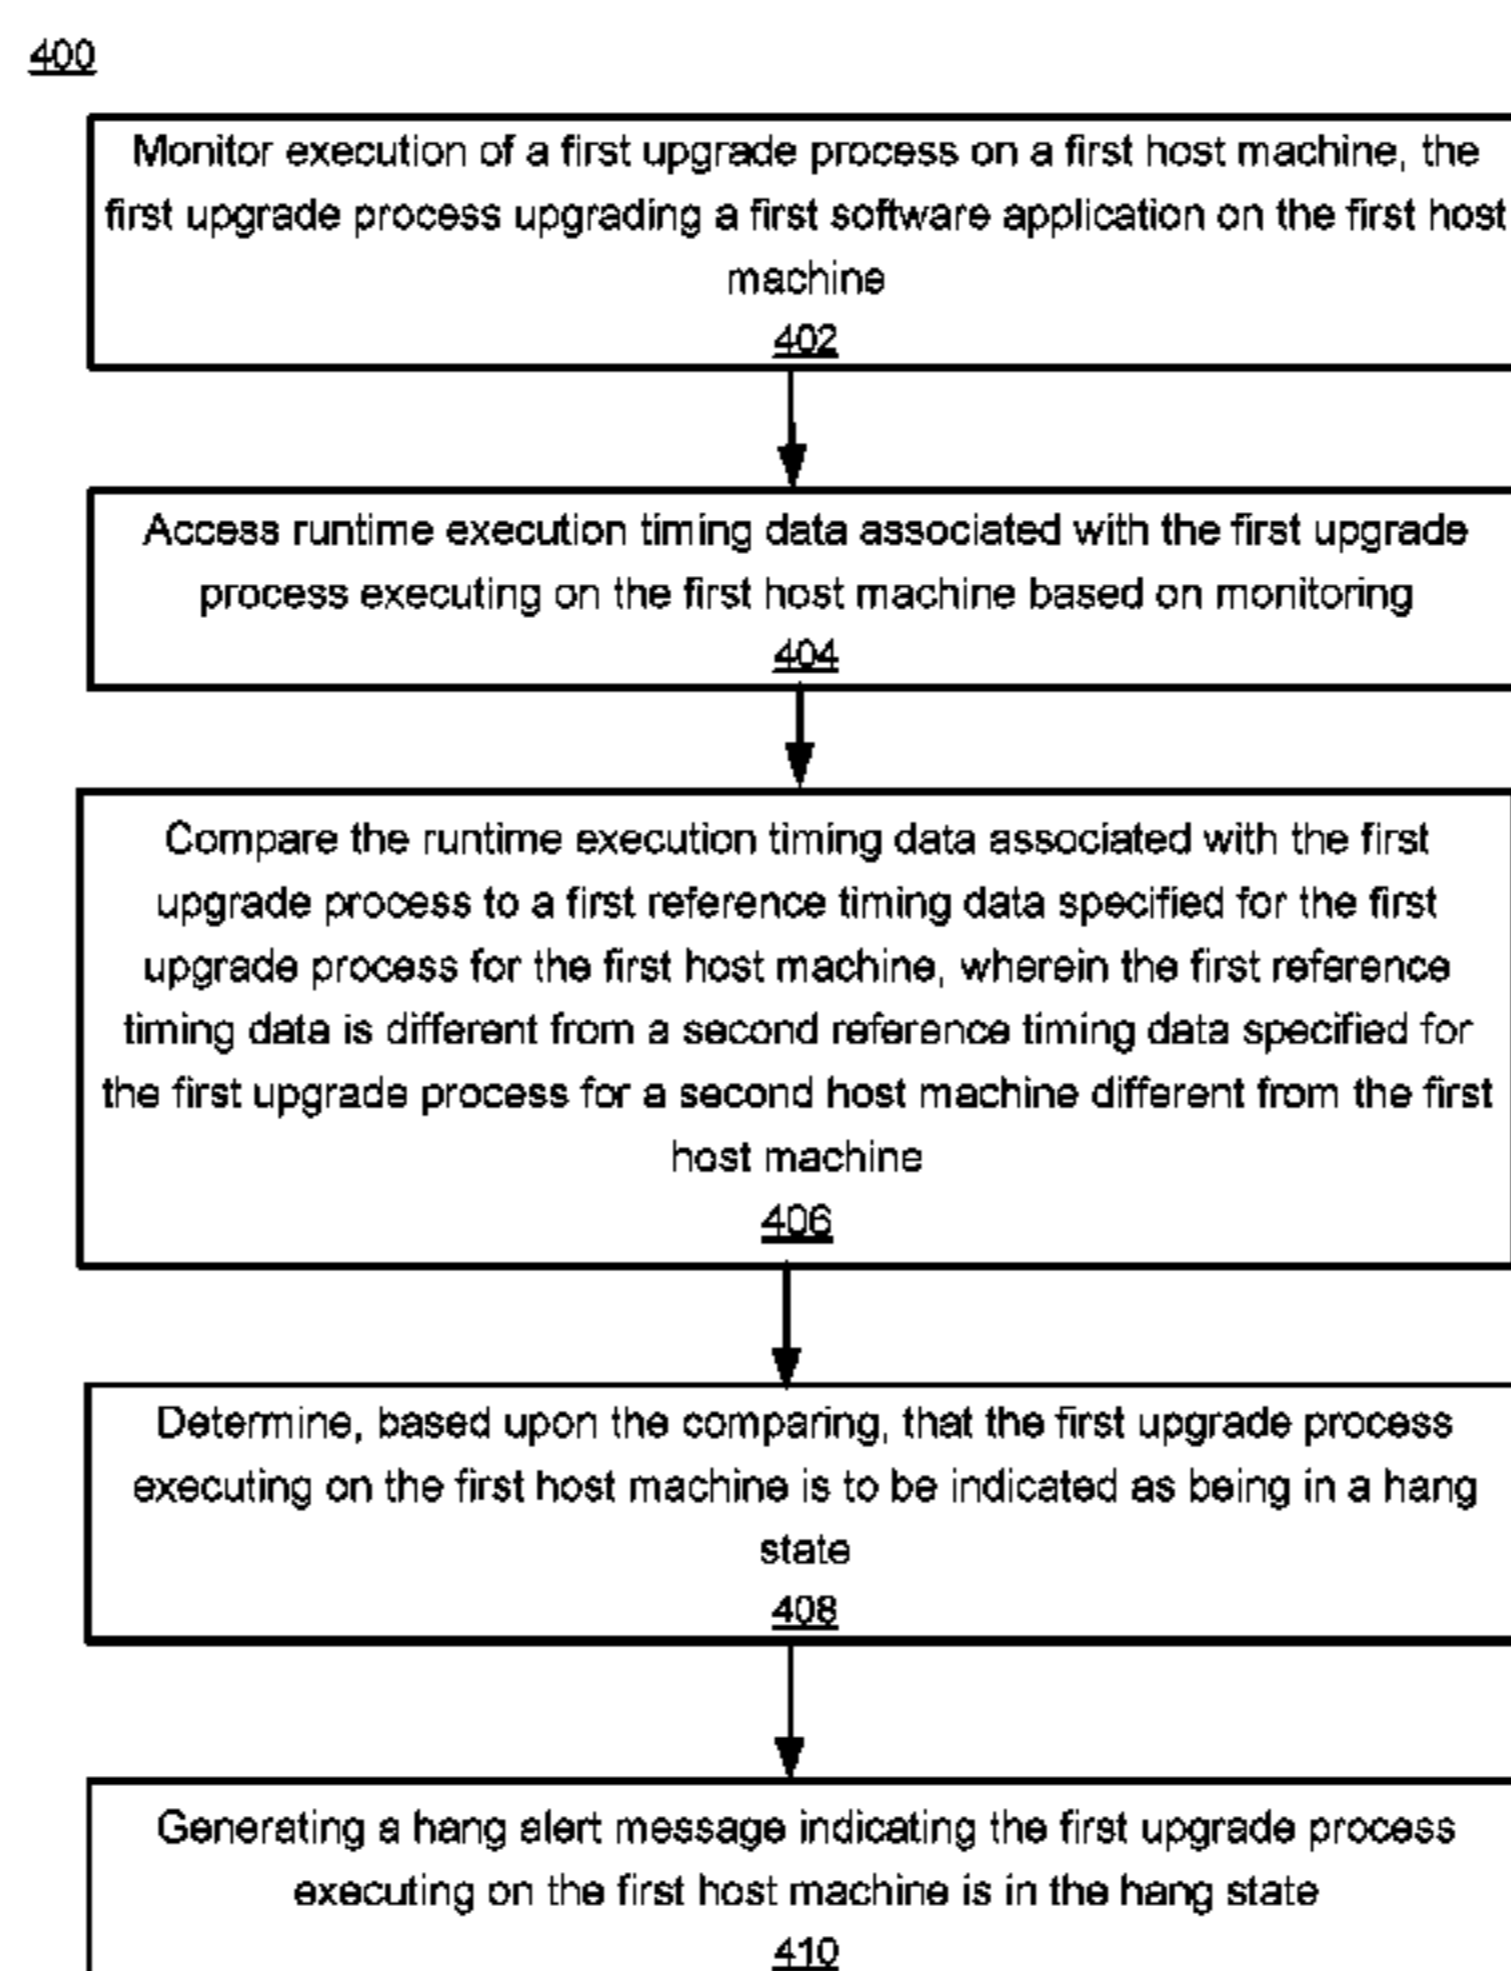 400
Monitor execution of a first upgrade process on a first host machine, the
first upgrade process upgrading a first software application on the first host
machine
402
Access runtime execution timing data associated with the first upgrade
process executing on the first host machine based on monitoring
404
Compare the runtime execution timing data associated with the first
upgrade process to a first reference timing data specified for the first
upgrade process for the first host machine, wherein the first reference
timing data is different from a second reference timing data specified for
the first upgrade process for a second host machine different from the first
host machine
406
Determine, based upon the comparing, that the first upgrade process
executing on the first host machine is to be indicated as being in a hang
state
408
Generating a hang alert message indicating the first upgrade process
executing on the first host machine is in the hang state
410